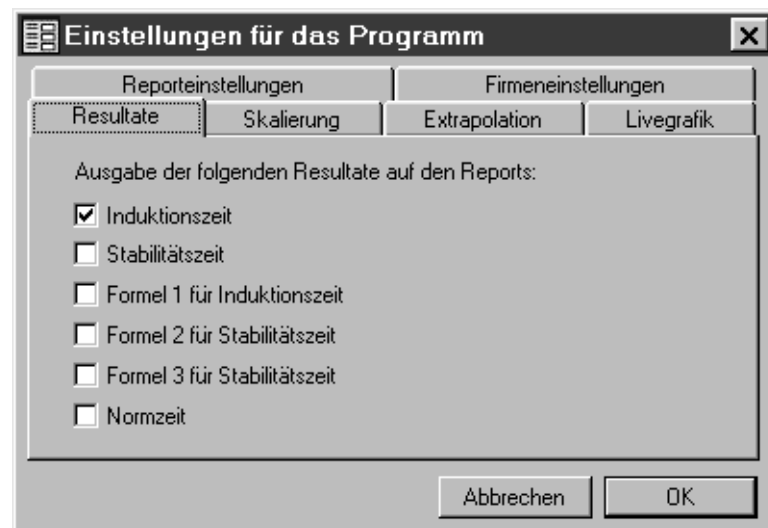 Einstellungen für das Programm
Reporteinstellungen Firmeneinstellungen
Resultate Skalierung Extrapolation Livegrafik
Ausgabe der folgenden Resultate auf den Reports:
Induktionszeit
Stabilitätszeit
Formel 1 für Induktionszeit
Formel 2 für Stabilitätszeit
Formel 3 für Stabilitätszeit
Normzeit
Abbrechen OK